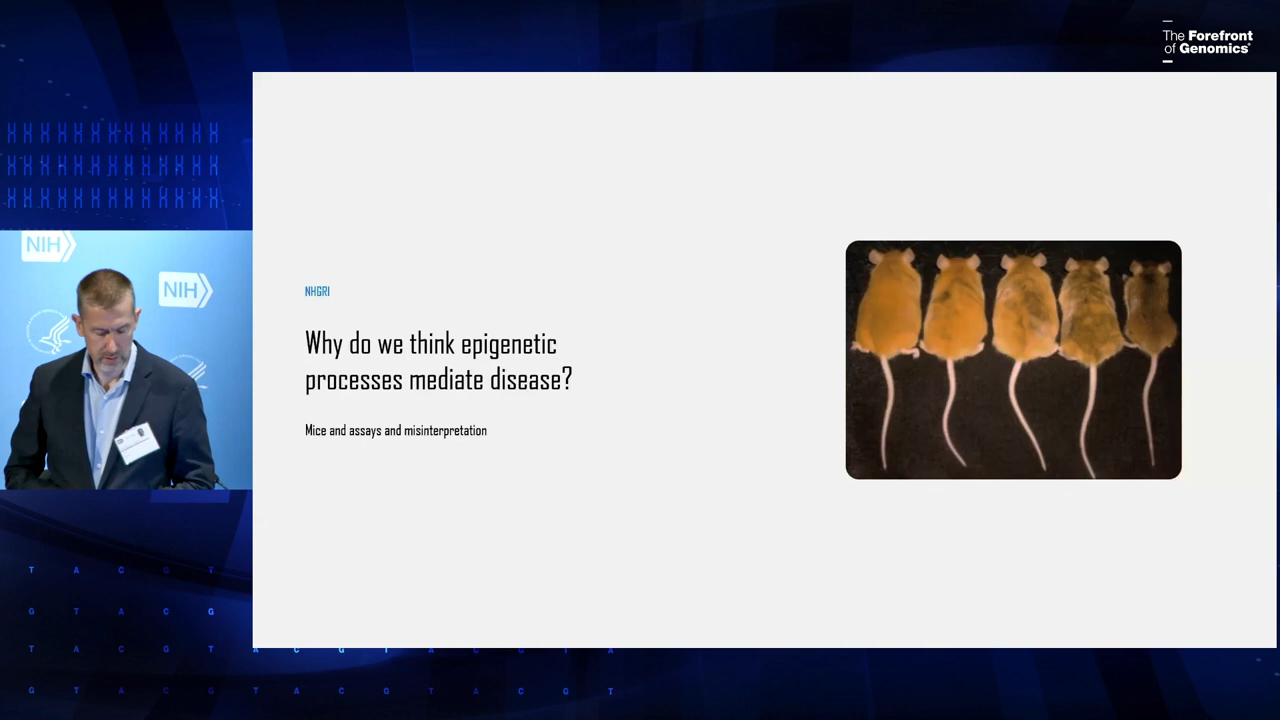 The Forefront
of Genomics®
NIH
NIH
NHGRI
Why do we think epigenetic
processes mediate disease?
Mice and assays and misinterpretation
T A C G T
G T A C G
T A C G T A C G T A C G T A
G T A C G T A C G T A C G T